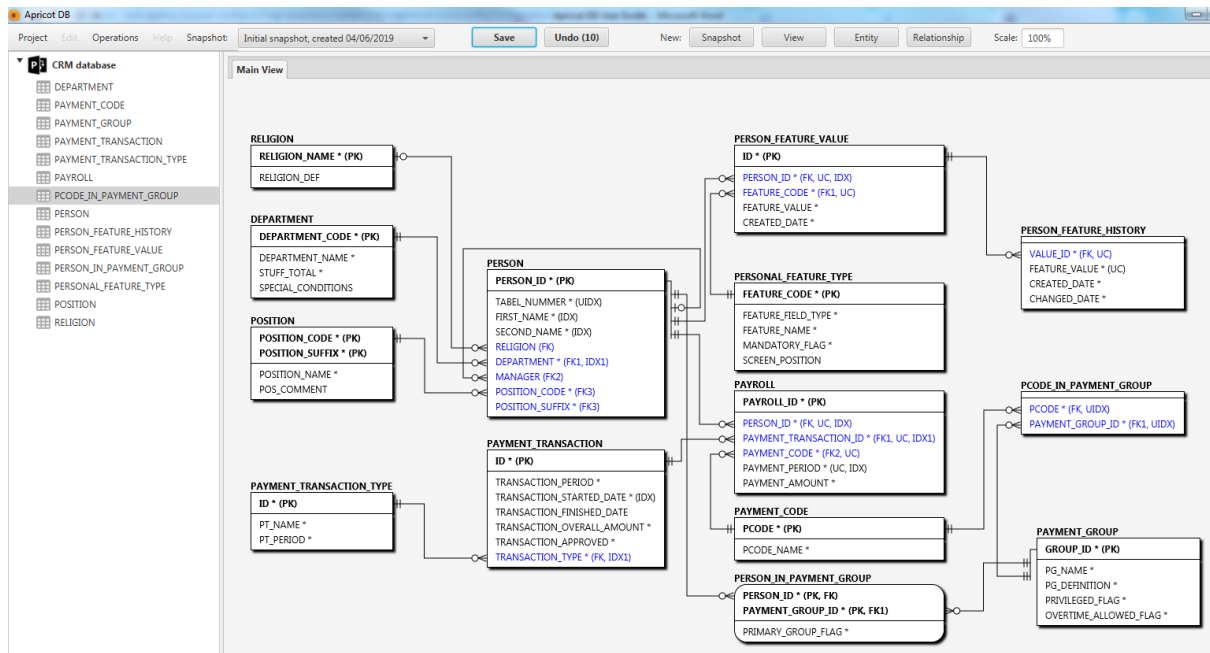 Apricot DB
Apricot DB User Guide - Microsoft Word
Project Edit Operations Help Snapshot: Initial snapshot, created 04/06/2019 Save Undo (10) New: Snapshot View Entity Relationship Scale: 100%
CRM database
DEPARTMENT
PAYMENT_CODE
PAYMENT_GROUP
PAYMENT_TRANSACTION
PAYMENT_TRANSACTION_TYPE
PAYROLL
PCODE_IN_PAYMENT_GROUP
PERSON
PERSON_FEATURE_HISTORY
PERSON_FEATURE_VALUE
PERSON_IN_PAYMENT_GROUP
PERSONAL_FEATURE_TYPE
POSITION
RELIGION
Main View
RELIGION
RELIGION_NAME * (PK)
RELIGION_DEF
DEPARTMENT
DEPARTMENT_CODE * (PK)
DEPARTMENT_NAME *
STUFF_TOTAL *
SPECIAL_CONDITIONS
POSITION
POSITION_CODE * (PK)
POSITION_SUFFIX * (PK)
POSITION_NAME *
POS_COMMENT
PAYMENT_TRANSACTION_TYPE
ID * (PK)
PT_NAME *
PT_PERIOD *
PERSON
PERSON_ID * (PK)
TABEL_NUMMER * (UIDX)
FIRST_NAME * (IDX)
SECOND_NAME * (IDX)
RELIGION (FK)
DEPARTMENT * (FK1, IDX1)
MANAGER (FK2)
POSITION_CODE * (FK3)
POSITION_SUFFIX * (FK3)
PAYMENT_TRANSACTION
ID * (PK)
TRANSACTION_PERIOD *
TRANSACTION_STARTED_DATE * (IDX)
TRANSACTION_FINISHED_DATE
TRANSACTION_OVERALL_AMOUNT *
TRANSACTION_APPROVED *
TRANSACTION_TYPE * (FK, IDX1)
PERSON_FEATURE_VALUE
ID * (PK)
PERSON_ID * (FK, UC, IDX)
FEATURE_CODE * (FK1, UC)
FEATURE_VALUE *
CREATED_DATE *
PERSONAL_FEATURE_TYPE
FEATURE_CODE * (PK)
FEATURE_FIELD_TYPE *
FEATURE_NAME *
MANDATORY_FLAG *
SCREEN_POSITION
PAYROLL
PAYROLL_ID * (PK)
PERSON_ID * (FK, UC, IDX)
PAYMENT_TRANSACTION_ID * (FK1, UC, IDX1)
PAYMENT_CODE * (FK2, UC)
PAYMENT_PERIOD * (UC, IDX)
PAYMENT_AMOUNT *
PAYMENT_CODE
PCODE * (PK)
PCODE_NAME *
PERSON_IN_PAYMENT_GROUP
PERSON_ID * (PK, FK)
PAYMENT_GROUP_ID * (PK, FK1)
PRIMARY_GROUP_FLAG *
PERSON_FEATURE_HISTORY
VALUE_ID * (FK, UC)
FEATURE_VALUE * (UC)
CREATED_DATE *
CHANGED_DATE *
PCODE_IN_PAYMENT_GROUP
PCODE * (FK, UIDX)
PAYMENT_GROUP_ID * (FK1, UIDX)
PAYMENT_GROUP
GROUP_ID * (PK)
PG_NAME *
PG_DEFINITION *
PRIVILEGED_FLAG *
OVERTIME_ALLOWED_FLAG *